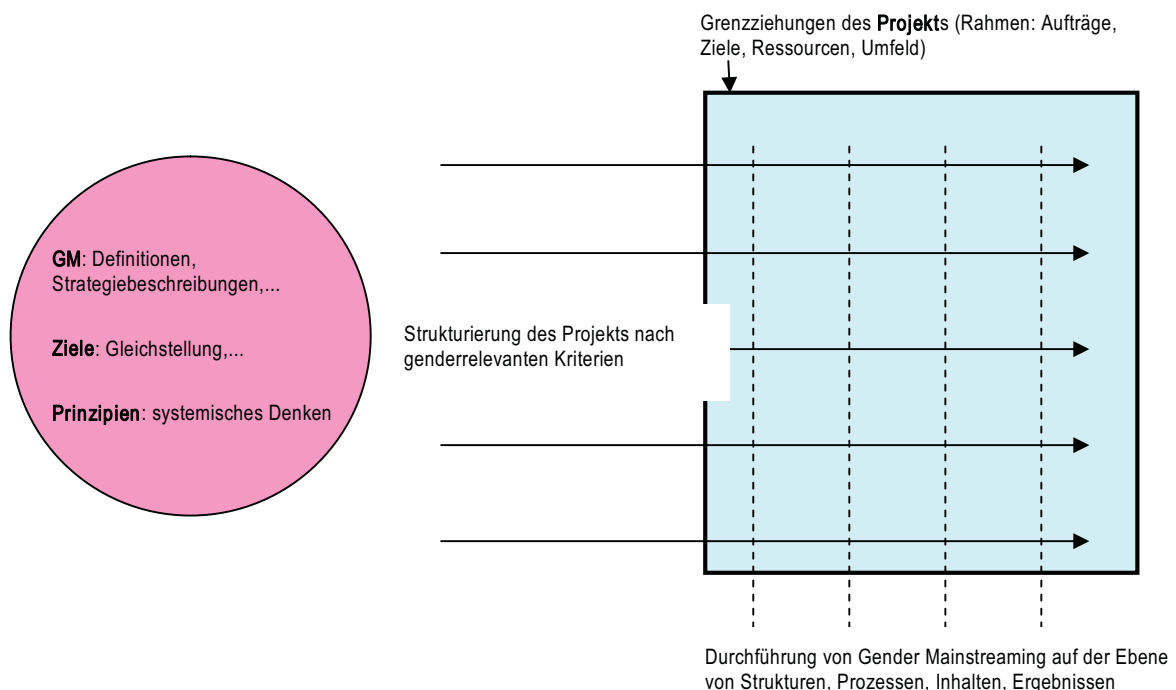 Grenzziehungen des Projekts (Rahmen: Aufträge,
Ziele, Ressourcen, Umfeld)
GM: Definitionen,
Strategiebeschreibungen,...
Ziele: Gleichstellung,...
Prinzipien: systemisches Denken
Strukturierung des Projekts nach
genderrelevanten Kriterien
Durchführung von Gender Mainstreaming auf der Ebene
von Strukturen, Prozessen, Inhalten, Ergebnissen